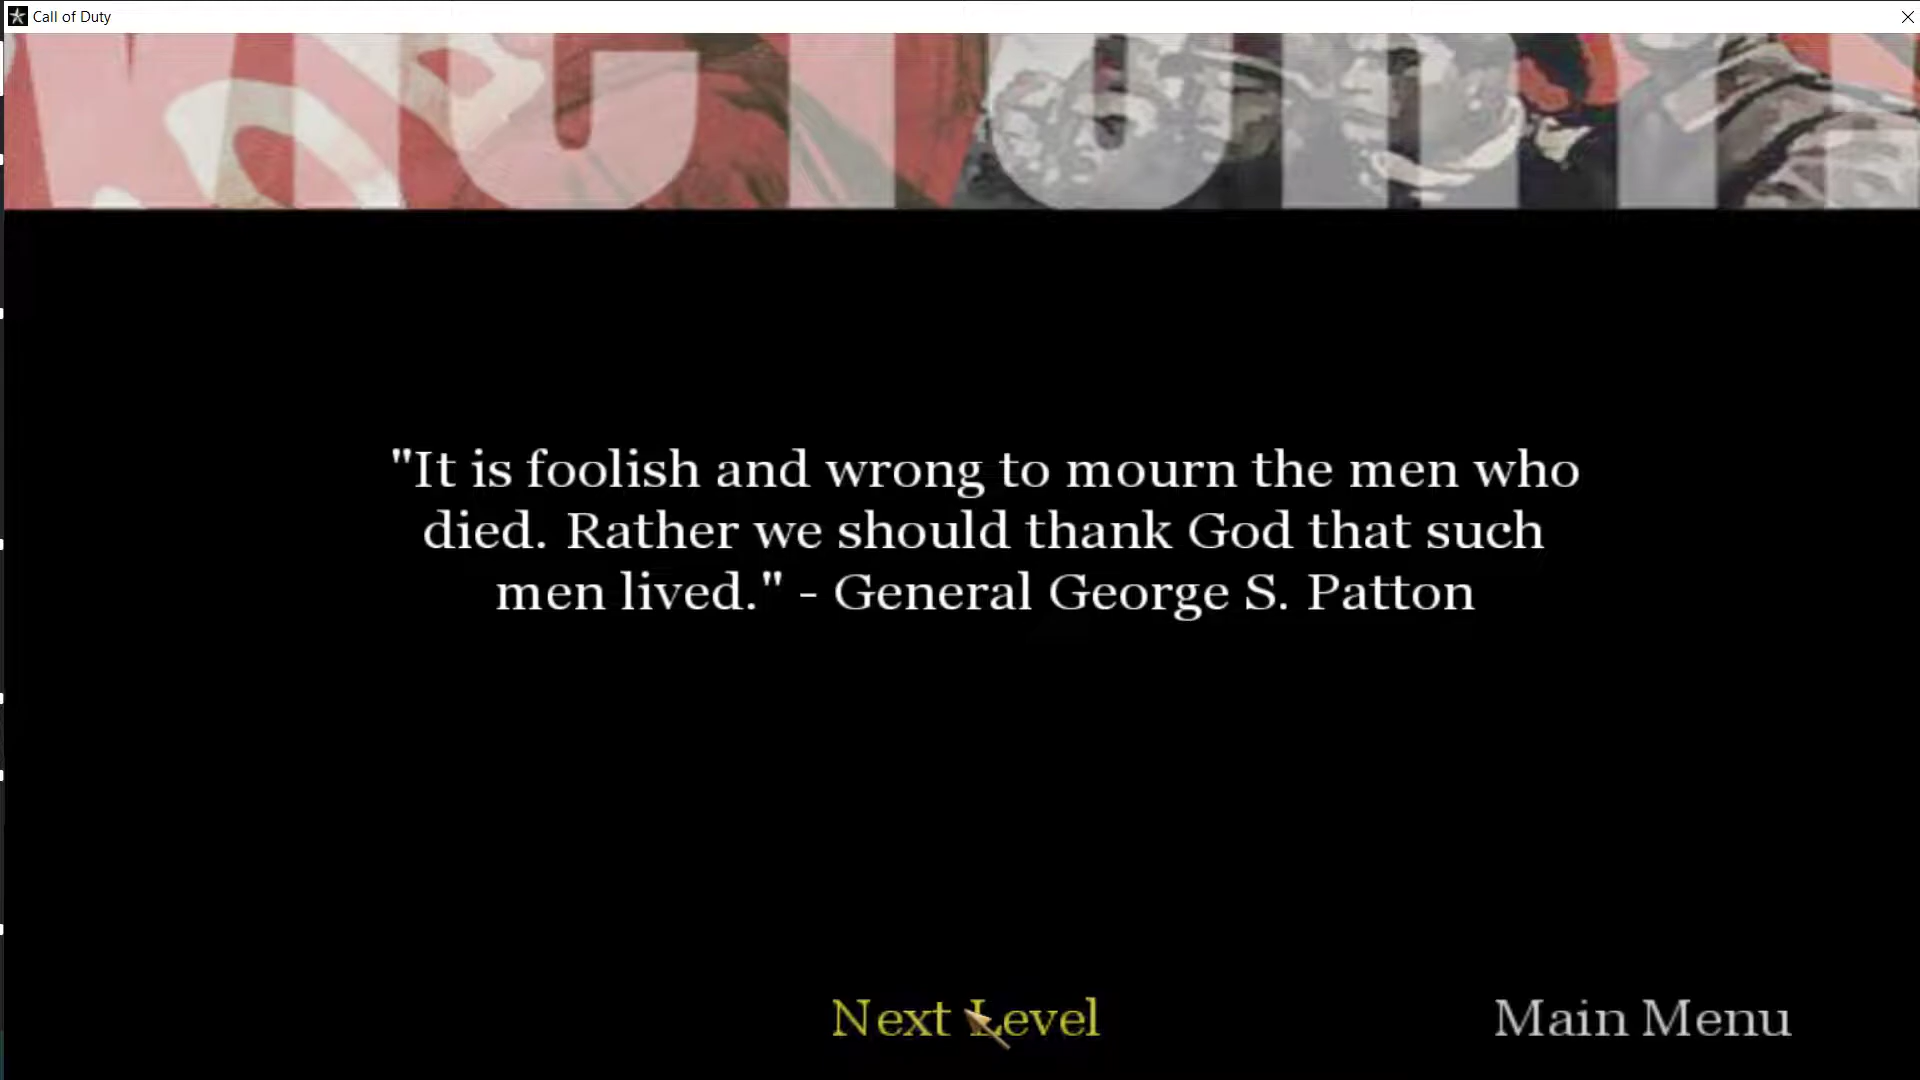 Call of Duty
"It is foolish and wrong to mourn the men who
died. Rather we should thank God that such
men lived." - General George S. Patton
Next Level
Main Menu